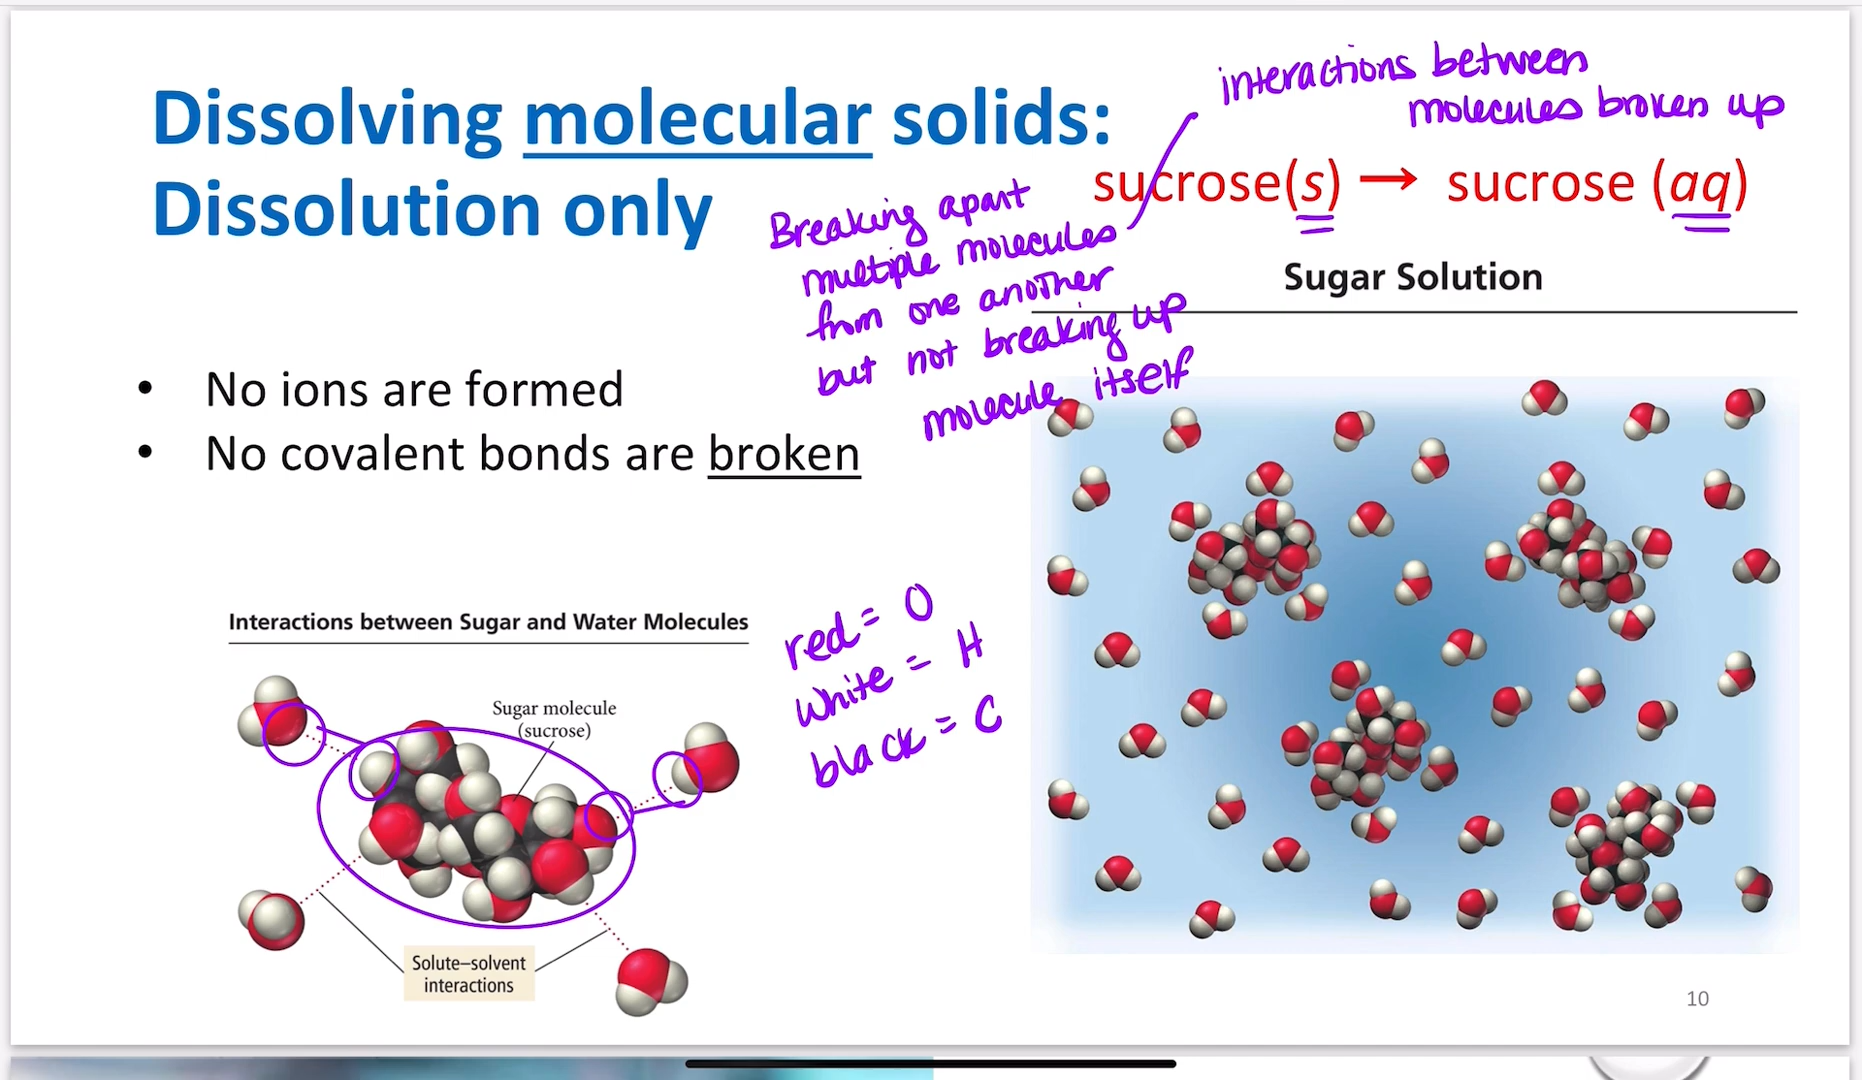 Dissolving molecular solids:
Dissolution only
interactions between
molecules broken up
sucrose(s) → sucrose (aq)
Breaking apart
multiple molecules
from one another
but not breaking up
molecule itself
Sugar Solution
• No ions are formed
• No covalent bonds are broken
Interactions between Sugar and Water Molecules
Sugar molecule
(sucrose)
Solute–solvent
interactions
red = O
White = H
black = C
10